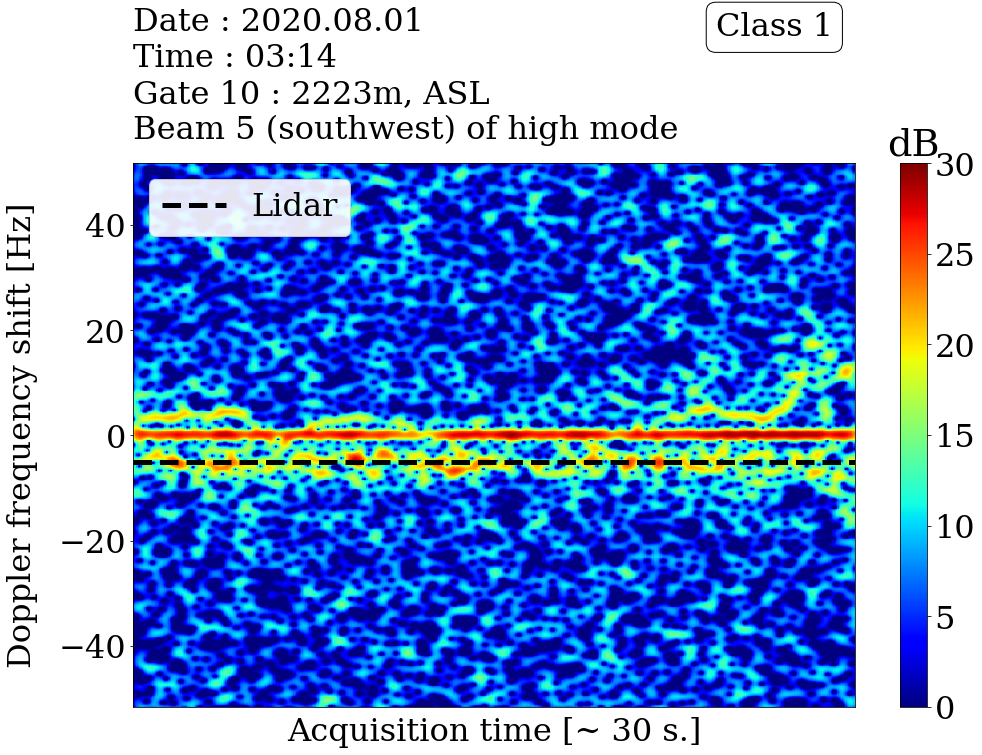 Date : 2020.08.01
Time : 03:14
Gate 10 : 2223m, ASL
Beam 5 (southwest) of high mode
Class 1
dB
Lidar
Doppler frequency shift [Hz]
40
20
0
−20
−40
Acquisition time [~ 30 s.]
30
25
20
15
10
5
0